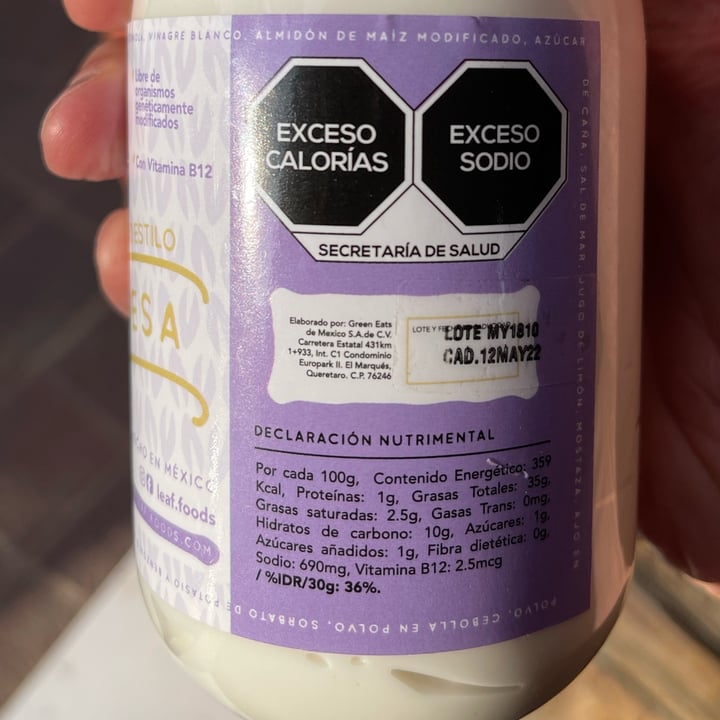 VINAGRE BLANCO, ALMIDÓN DE MAÍZ MODIFICADO, AZÚCAR
DE CAÑA, SAL DE MAR, JUGO DE LIMÓN, MOSTAZA, AJO EN
POLVO, CEBOLLA EN POLVO, SORBATO DE POTASIO Y
Libre de
organismos
genéticamente
modificados
Con Vitamina B12
ESTILO
ESA
EN MÉXICO
leaf.foods
FOODS.COM
EXCESO
CALORÍAS
EXCESO
SODIO
SECRETARÍA DE SALUD
Elaborado por: Green Eats
de Mexico S.A.de C.V.
Carretera Estatal 431km
1+933, Int. C1 Condominio
Europark II. El Marqués,
Queretaro. C.P. 76246
LOTE Y
LOTE MY1810
CAD.12MAY22
DECLARACIÓN NUTRIMENTAL
Por cada 100g, Contenido Energético: 359
Kcal, Proteínas: 1g, Grasas Totales: 35g,
Grasas saturadas: 2.5g, Gasas Trans: 0mg,
Hidratos de carbono: 10g, Azúcares: 1g,
Azúcares añadidos: 1g, Fibra dietética: 0g,
Sodio: 690mg, Vitamina B12: 2.5mcg
/ %IDR/30g: 36%.